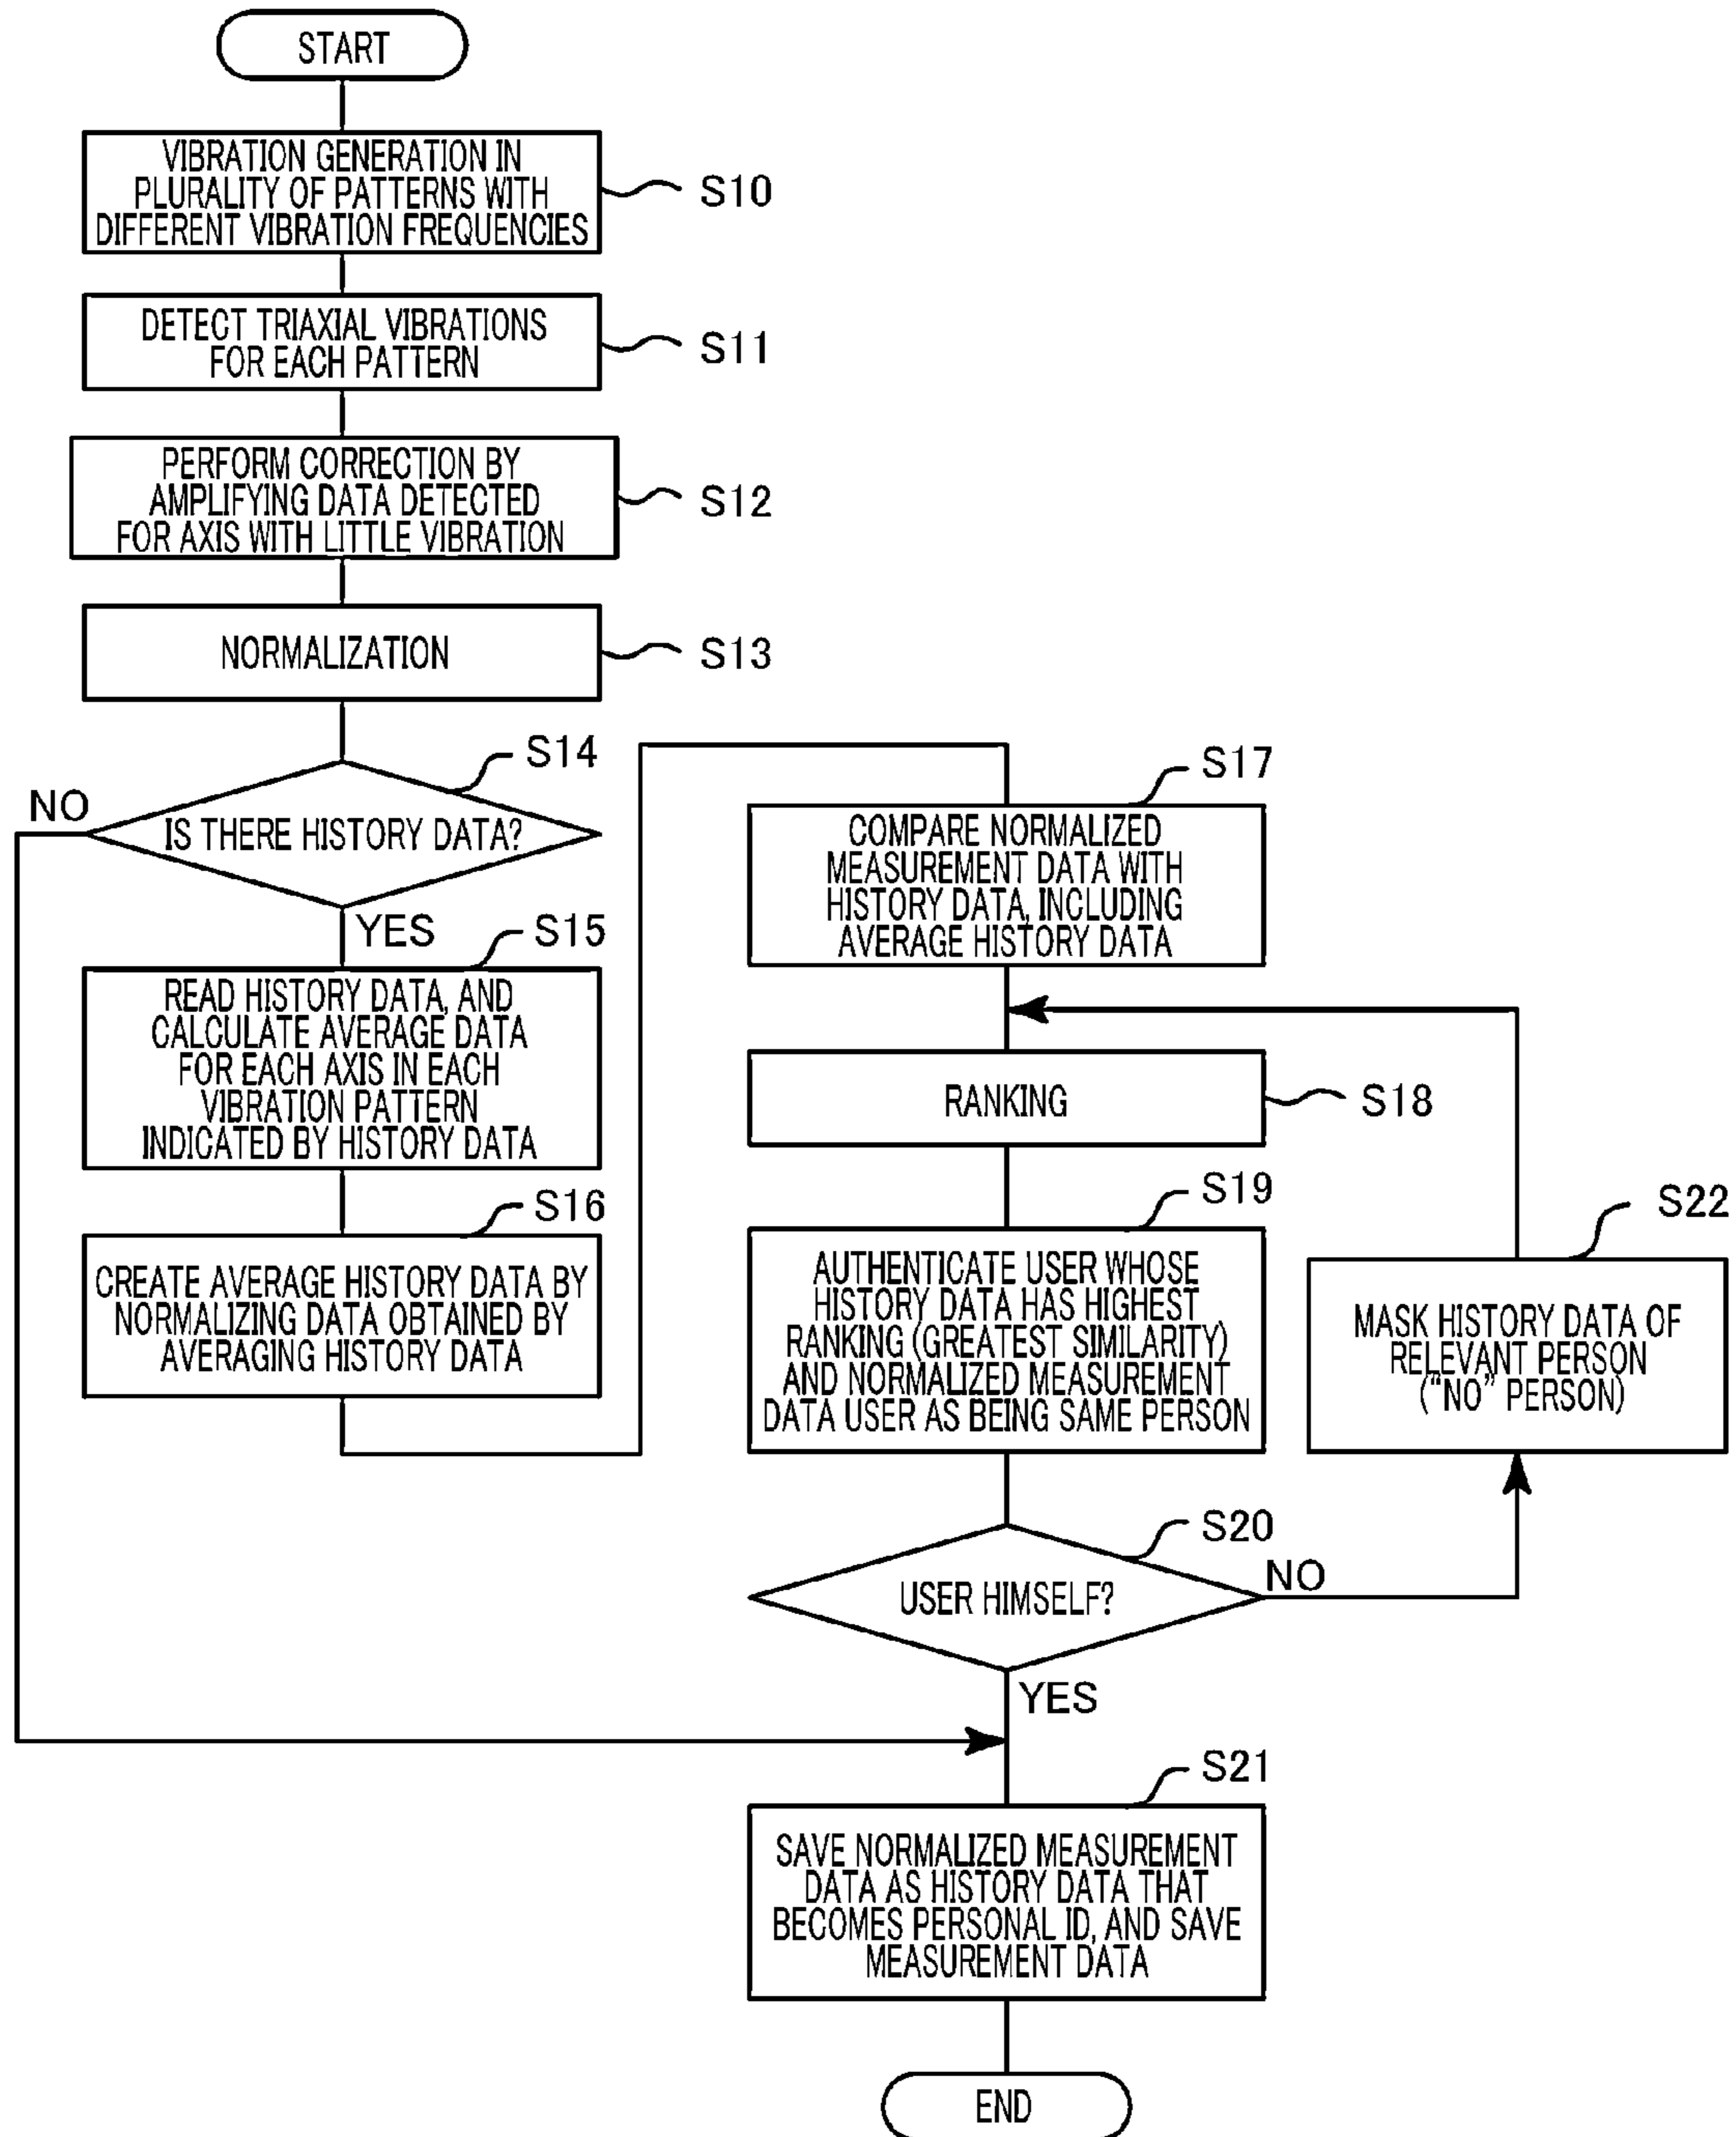 START
VIBRATION GENERATION IN
PLURALITY OF PATTERNS WITH
DIFFERENT VIBRATION FREQUENCIES
S10
DETECT TRIAXIAL VIBRATIONS
FOR EACH PATTERN
S11
PERFORM CORRECTION BY
AMPLIFYING DATA DETECTED
FOR AXIS WITH LITTLE VIBRATION
S12
NORMALIZATION
S13
S14
NO
IS THERE HISTORY DATA?
YES
S15
READ HISTORY DATA, AND
CALCULATE AVERAGE DATA
FOR EACH AXIS IN EACH
VIBRATION PATTERN
INDICATED BY HISTORY DATA
S16
CREATE AVERAGE HISTORY DATA BY
NORMALIZING DATA OBTAINED BY
AVERAGING HISTORY DATA
S17
COMPARE NORMALIZED
MEASUREMENT DATA WITH
HISTORY DATA, INCLUDING
AVERAGE HISTORY DATA
RANKING
S18
S19
AUTHENTICATE USER WHOSE
HISTORY DATA HAS HIGHEST
RANKING (GREATEST SIMILARITY)
AND NORMALIZED MEASUREMENT
DATA USER AS BEING SAME PERSON
S22
MASK HISTORY DATA OF
RELEVANT PERSON
("NO" PERSON)
S20
USER HIMSELF?
NO
YES
S21
SAVE NORMALIZED MEASUREMENT
DATA AS HISTORY DATA THAT
BECOMES PERSONAL ID, AND SAVE
MEASUREMENT DATA
END